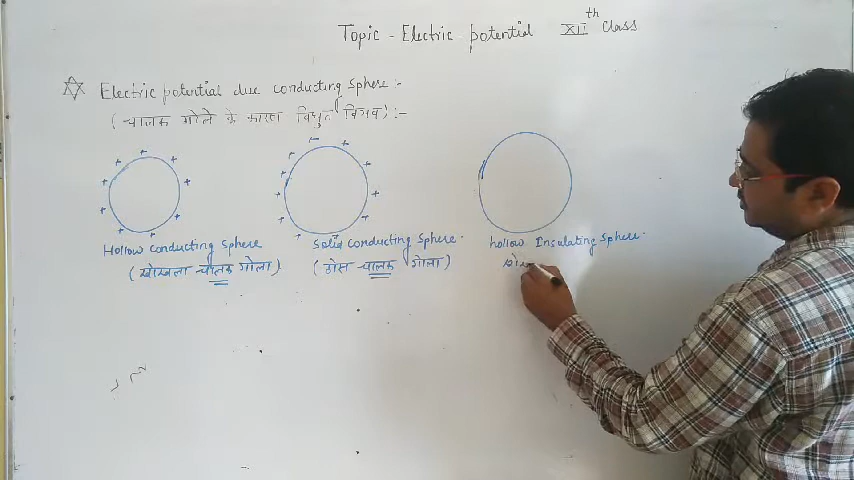 Topic - Electric potential XII th Class
Electric potential due conducting Sphere :-
(चालक गोले के कारण विधुत विभव) :-
Hollow conducting Sphere
(खोखला चालक गोला)
Solid conducting Sphere.
(ठोस चालक गोला)
hollow Insulating Sphere.